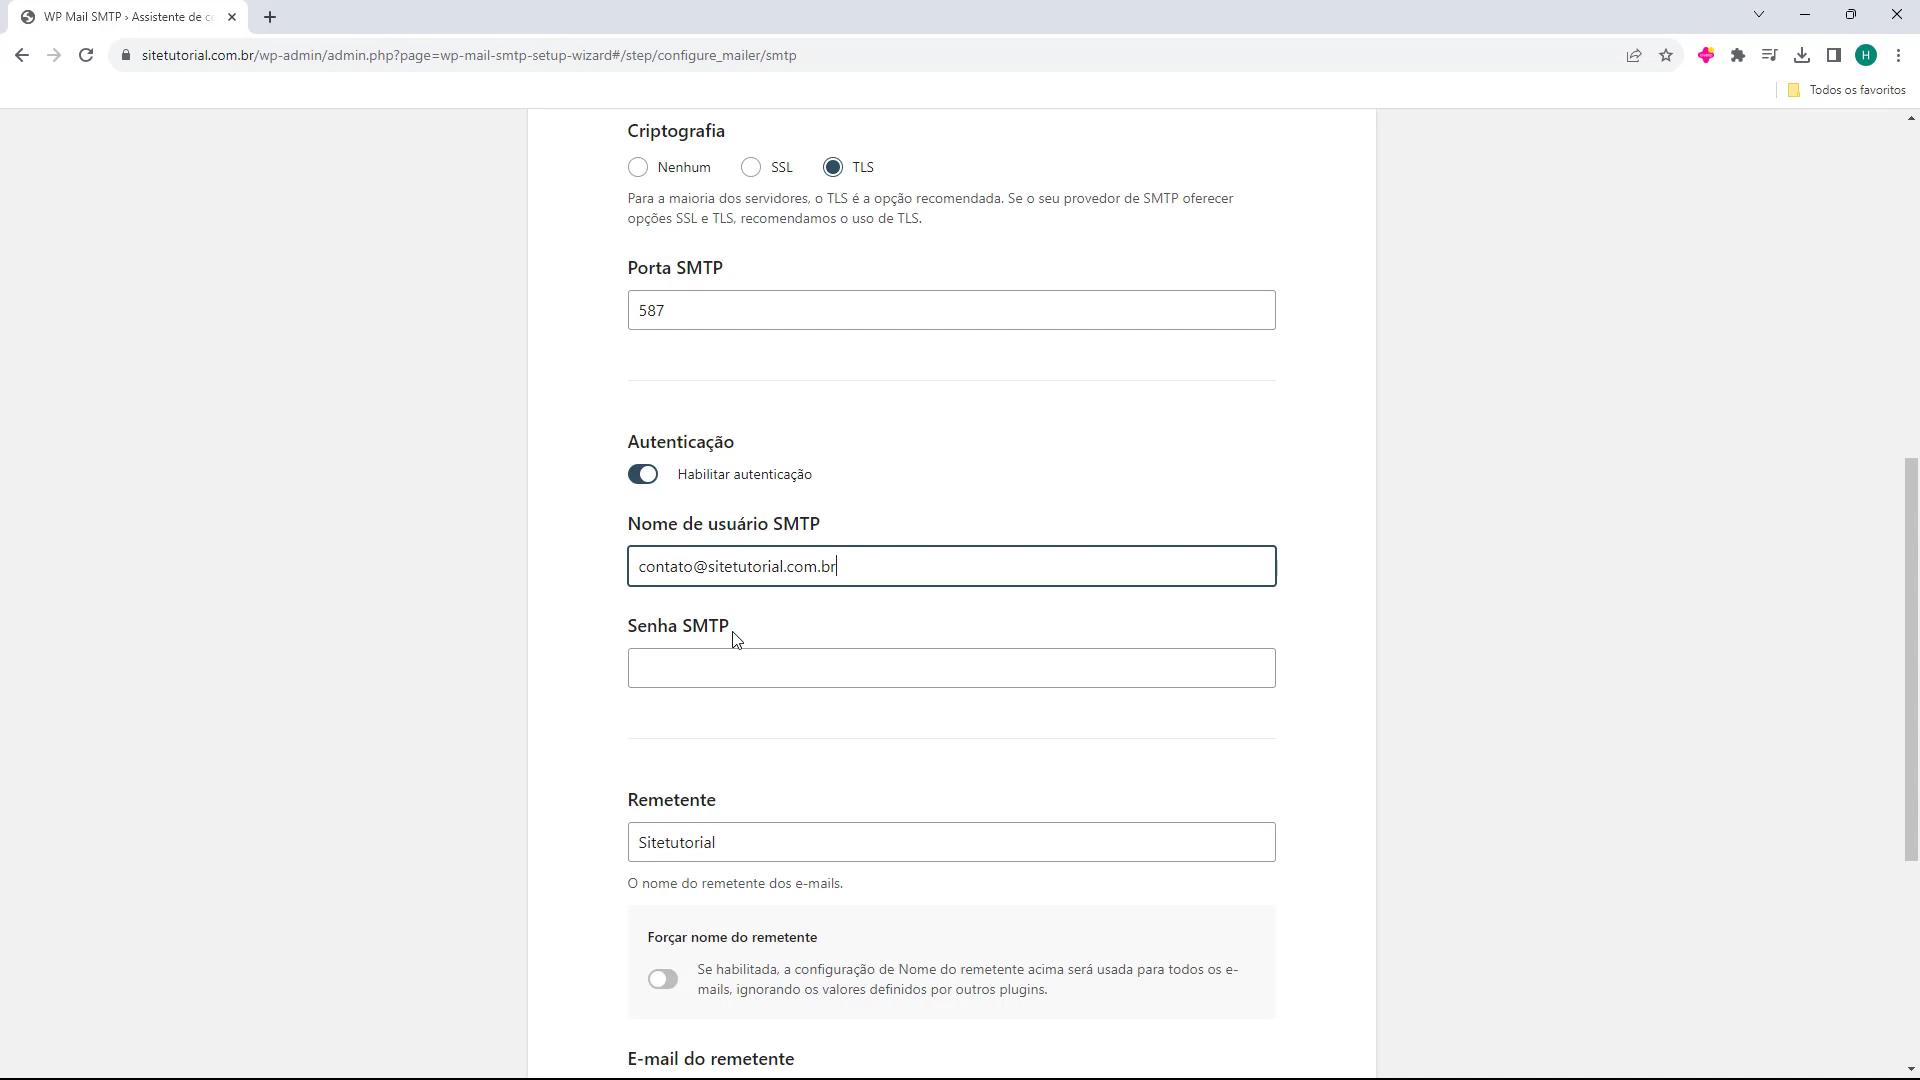 WP Mail SMTP › Assistente de c
sitetutorial.com.br/wp-admin/admin.php?page=wp-mail-smtp-setup-wizard#/step/configure_mailer/smtp
H
Todos os favoritos
Criptografia
Nenhum
SSL
TLS
Para a maioria dos servidores, o TLS é a opção recomendada. Se o seu provedor de SMTP oferecer
opções SSL e TLS, recomendamos o uso de TLS.
Porta SMTP
587
Autenticação
Habilitar autenticação
Nome de usuário SMTP
contato@sitetutorial.com.br
Senha SMTP
Remetente
Sitetutorial
O nome do remetente dos e-mails.
Forçar nome do remetente
Se habilitada, a configuração de Nome do remetente acima será usada para todos os e-
mails, ignorando os valores definidos por outros plugins.
E-mail do remetente